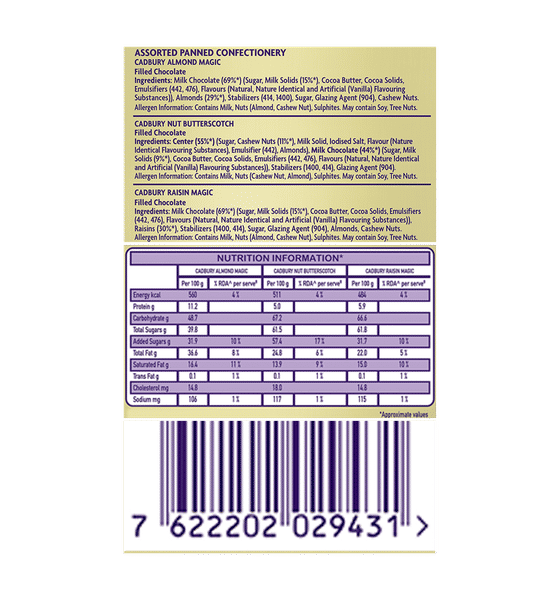 ASSORTED PANNED CONFECTIONERY
CADBURY ALMOND MAGIC
Filled Chocolate
Ingredients: Milk Chocolate (69%*) (Sugar, Milk Solids (15%*), Cocoa Butter, Cocoa Solids,
Emulsifiers (442, 476), Flavours (Natural, Nature Identical and Artificial (Vanilla) Flavouring
Substances)), Almonds (29%*), Stabilizers (414, 1400), Sugar, Glazing Agent (904), Cashew Nuts.
Allergen Information: Contains Milk, Nuts (Almond, Cashew Nut), Sulphites. May contain Soy, Tree Nuts.
CADBURY NUT BUTTERSCOTCH
Filled Chocolate
Ingredients: Center (55%*) (Sugar, Cashew Nuts (11%*), Milk Solid, Iodised Salt, Flavour (Nature
Identical Flavouring Substances), Emulsifier (442), Almonds), Milk Chocolate (44%*) (Sugar, Milk
Solids (9%*), Cocoa Butter, Cocoa Solids, Emulsifiers (442, 476), Flavours (Natural, Nature Identical
and Artificial (Vanilla) Flavouring Substances)), Stabilizers (1400, 414), Glazing Agent (904).
Allergen Information: Contains Milk, Nuts (Cashew Nut, Almond), Sulphites. May contain Soy, Tree Nuts.
CADBURY RAISIN MAGIC
Filled Chocolate
Ingredients: Milk Chocolate (69%*) (Sugar, Milk Solids (15%*), Cocoa Butter, Cocoa Solids, Emulsifiers
(442, 476), Flavours (Natural, Nature Identical and Artificial (Vanilla) Flavouring Substances)),
Raisins (30%*), Stabilizers (1400, 414), Sugar, Glazing Agent (904), Almonds, Cashew Nuts.
Allergen Information: Contains Milk, Nuts (Almond, Cashew Nut), Sulphites. May contain Soy, Tree Nuts.
NUTRITION INFORMATION*
CADBURY ALMOND MAGIC CADBURY NUT BUTTERSCOTCH CADBURY RAISIN MAGIC
Per 100 g % RDA^ per serve# Per 100 g % RDA^ per serve# Per 100 g % RDA^ per serve#
Energy kcal 560 4% 511 4% 484 4%
Protein g 11.2 5.0 5.9
Carbohydrate g 48.7 67.2 66.6
Total Sugars g 39.8 61.5 61.8
Added Sugars g 31.9 10% 57.4 17% 31.7 10%
Total Fat g 36.6 8% 24.8 6% 22.0 5%
Saturated Fat g 16.4 11% 13.9 9% 15.0 10%
Trans Fat g 0.1 1% 0.1 1% 0.1 1%
Cholesterol mg 14.8 18.0 14.8
Sodium mg 106 1% 117 1% 115 1%
*Approximate values
7 622202 029431 >